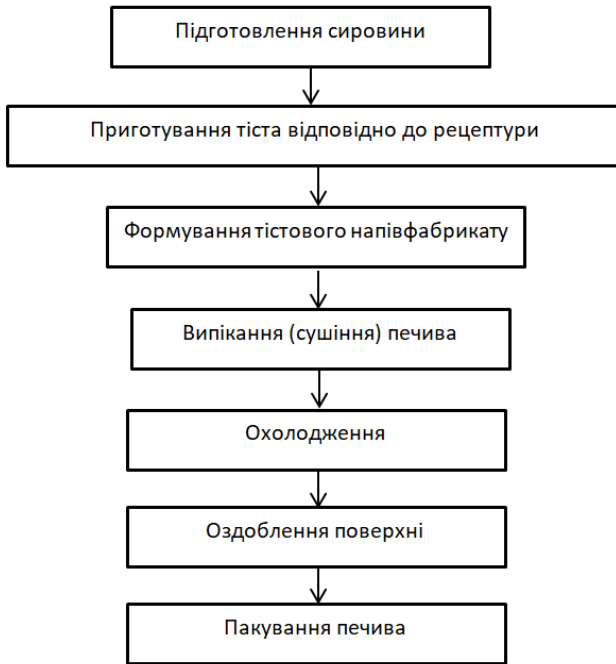 Підготовлення сировини
Приготування тіста відповідно до рецептури
Формування тістового напівфабрикату
Випікання (сушіння) печива
Охолодження
Оздоблення поверхні
Пакування печива